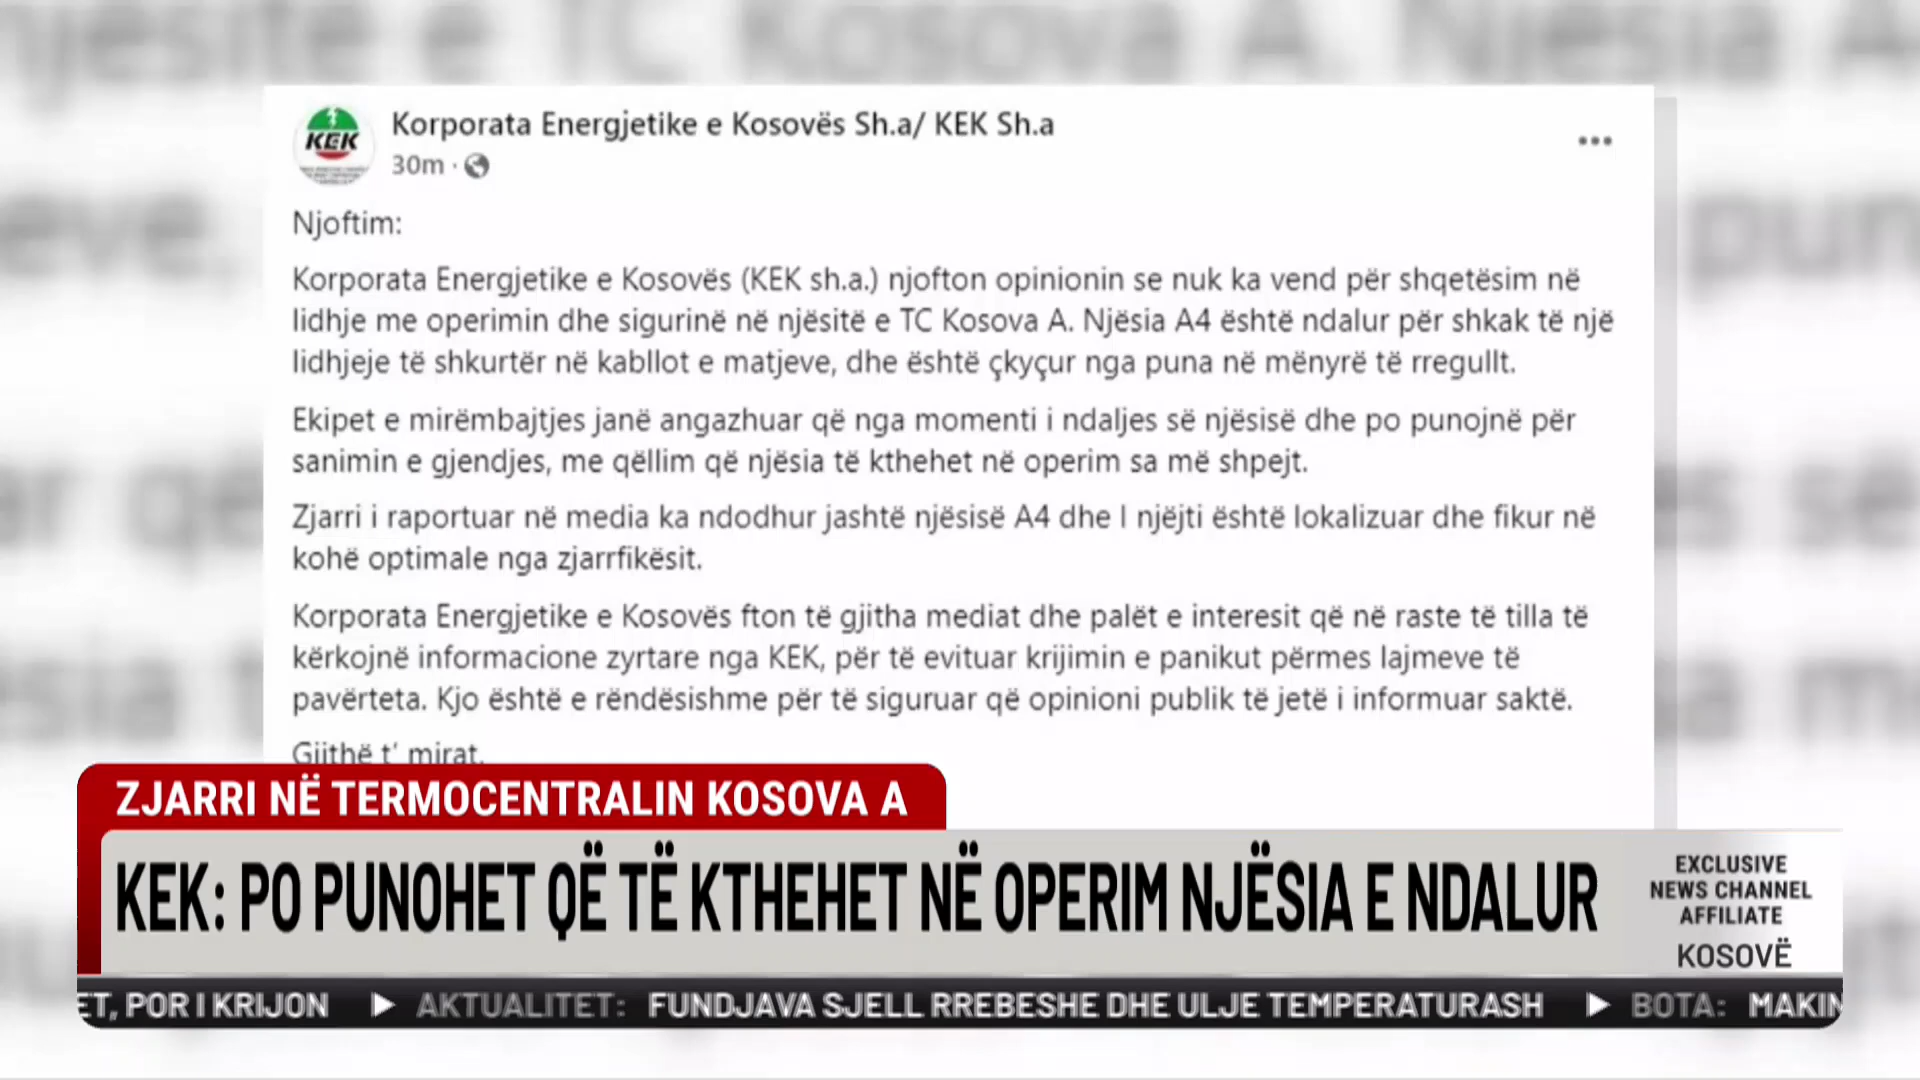 Korporata Energjetike e Kosovës Sh.a/ KEK Sh.a
KEK
30m ·
Njoftim:
Korporata Energjetike e Kosovës (KEK sh.a.) njofton opinionin se nuk ka vend për shqetësim në
lidhje me operimin dhe sigurinë në njësitë e TC Kosova A. Njësia A4 është ndalur për shkak të një
lidhjeje të shkurtër në kabllot e matjeve, dhe është çkyçur nga puna në mënyrë të rregullt.
Ekipet e mirëmbajtjes janë angazhuar që nga momenti i ndaljes së njësisë dhe po punojnë për
sanimin e gjendjes, me qëllim që njësia të kthehet në operim sa më shpejt.
Zjarri i raportuar në media ka ndodhur jashtë njësisë A4 dhe I njëjti është lokalizuar dhe fikur në
kohë optimale nga zjarrfikësit.
Korporata Energjetike e Kosovës fton të gjitha mediat dhe palët e interesit që në raste të tilla të
kërkojnë informacione zyrtare nga KEK, për të evituar krijimin e panikut përmes lajmeve të
pavërteta. Kjo është e rëndësishme për të siguruar që opinioni publik të jetë i informuar saktë.
Gjithë t' mirat,
ZJARRI NË TERMOCENTRALIN KOSOVA A
KEK: PO PUNOHET QË TË KTHEHET NË OPERIM NJËSIA E NDALUR
EXCLUSIVE
NEWS CHANNEL
AFFILIATE
KOSOVË
ET, POR I KRIJON ▶ AKTUALITET: FUNDJAVA SJELL RREBESHE DHE ULJE TEMPERATURASH ▶ BOTA: MAKIN